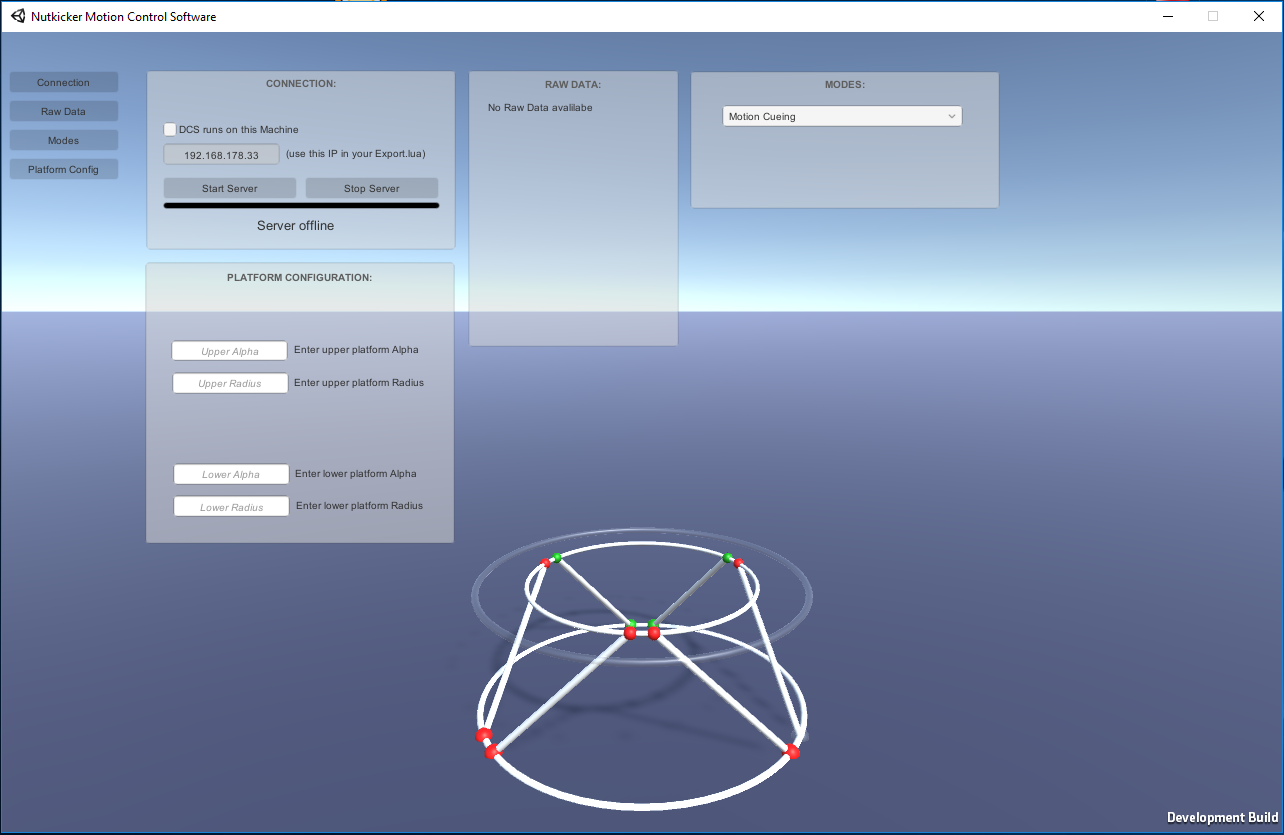 Nutkicker Motion Control Software
Connection
Raw Data
Modes
Platform Config
CONNECTION:
DCS runs on this Machine
192.168.178.33 (use this IP in your Export.lua)
Start Server Stop Server
Server offline
RAW DATA:
No Raw Data avalilabe
MODES:
Motion Cueing
PLATFORM CONFIGURATION:
Upper Alpha Enter upper platform Alpha
Upper Radius Enter upper platform Radius
Lower Alpha Enter lower platform Alpha
Lower Radius Enter lower platform Radius
Development Build